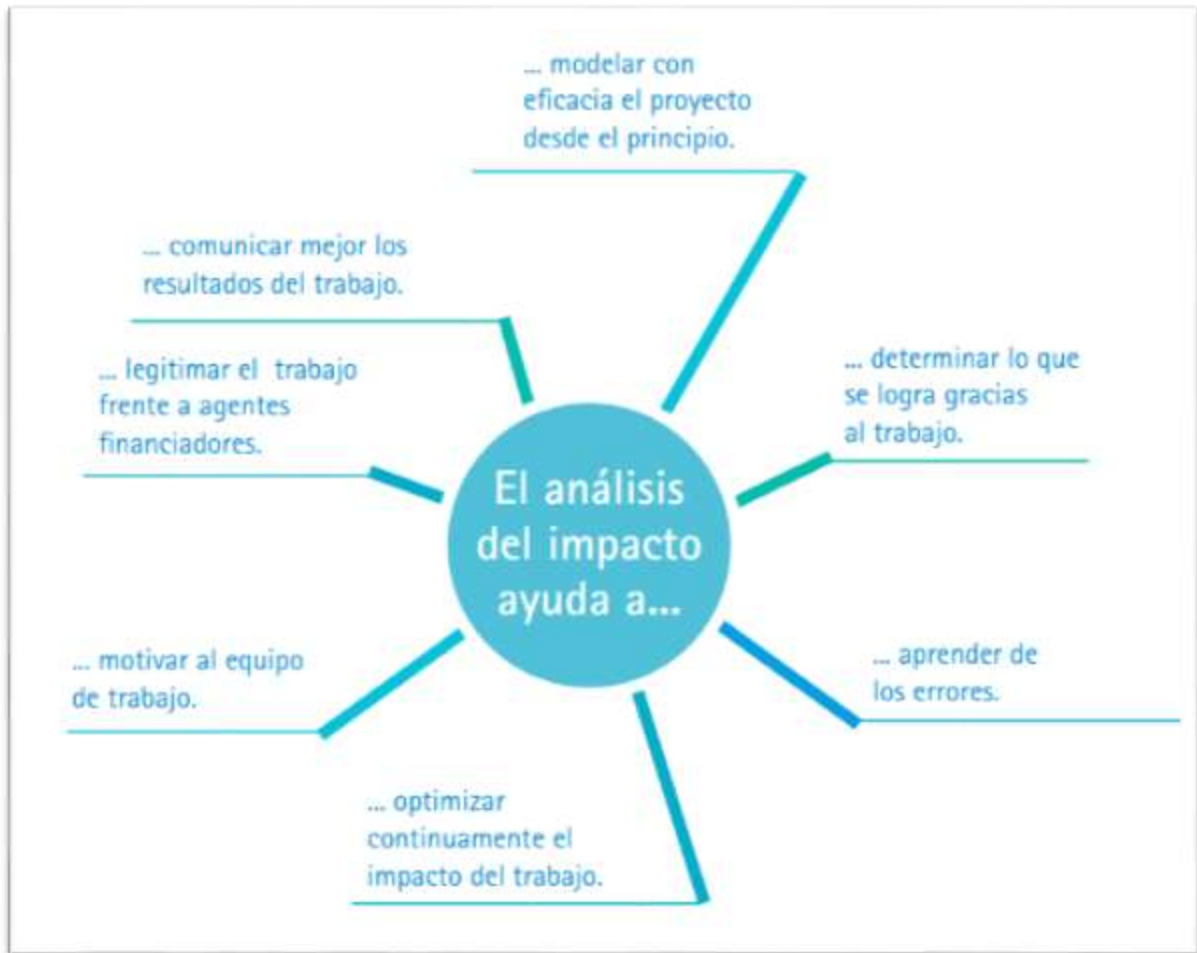 ... modelar con
eficacia el proyecto
desde el principio.
... comunicar mejor los
resultados del trabajo.
... legitimar el trabajo
frente a agentes
financiadores.
... determinar lo que
se logra gracias
al trabajo.
El análisis
del impacto
ayuda a...
... motivar al equipo
de trabajo.
... aprender de
los errores.
... optimizar
continuamente el
impacto del trabajo.